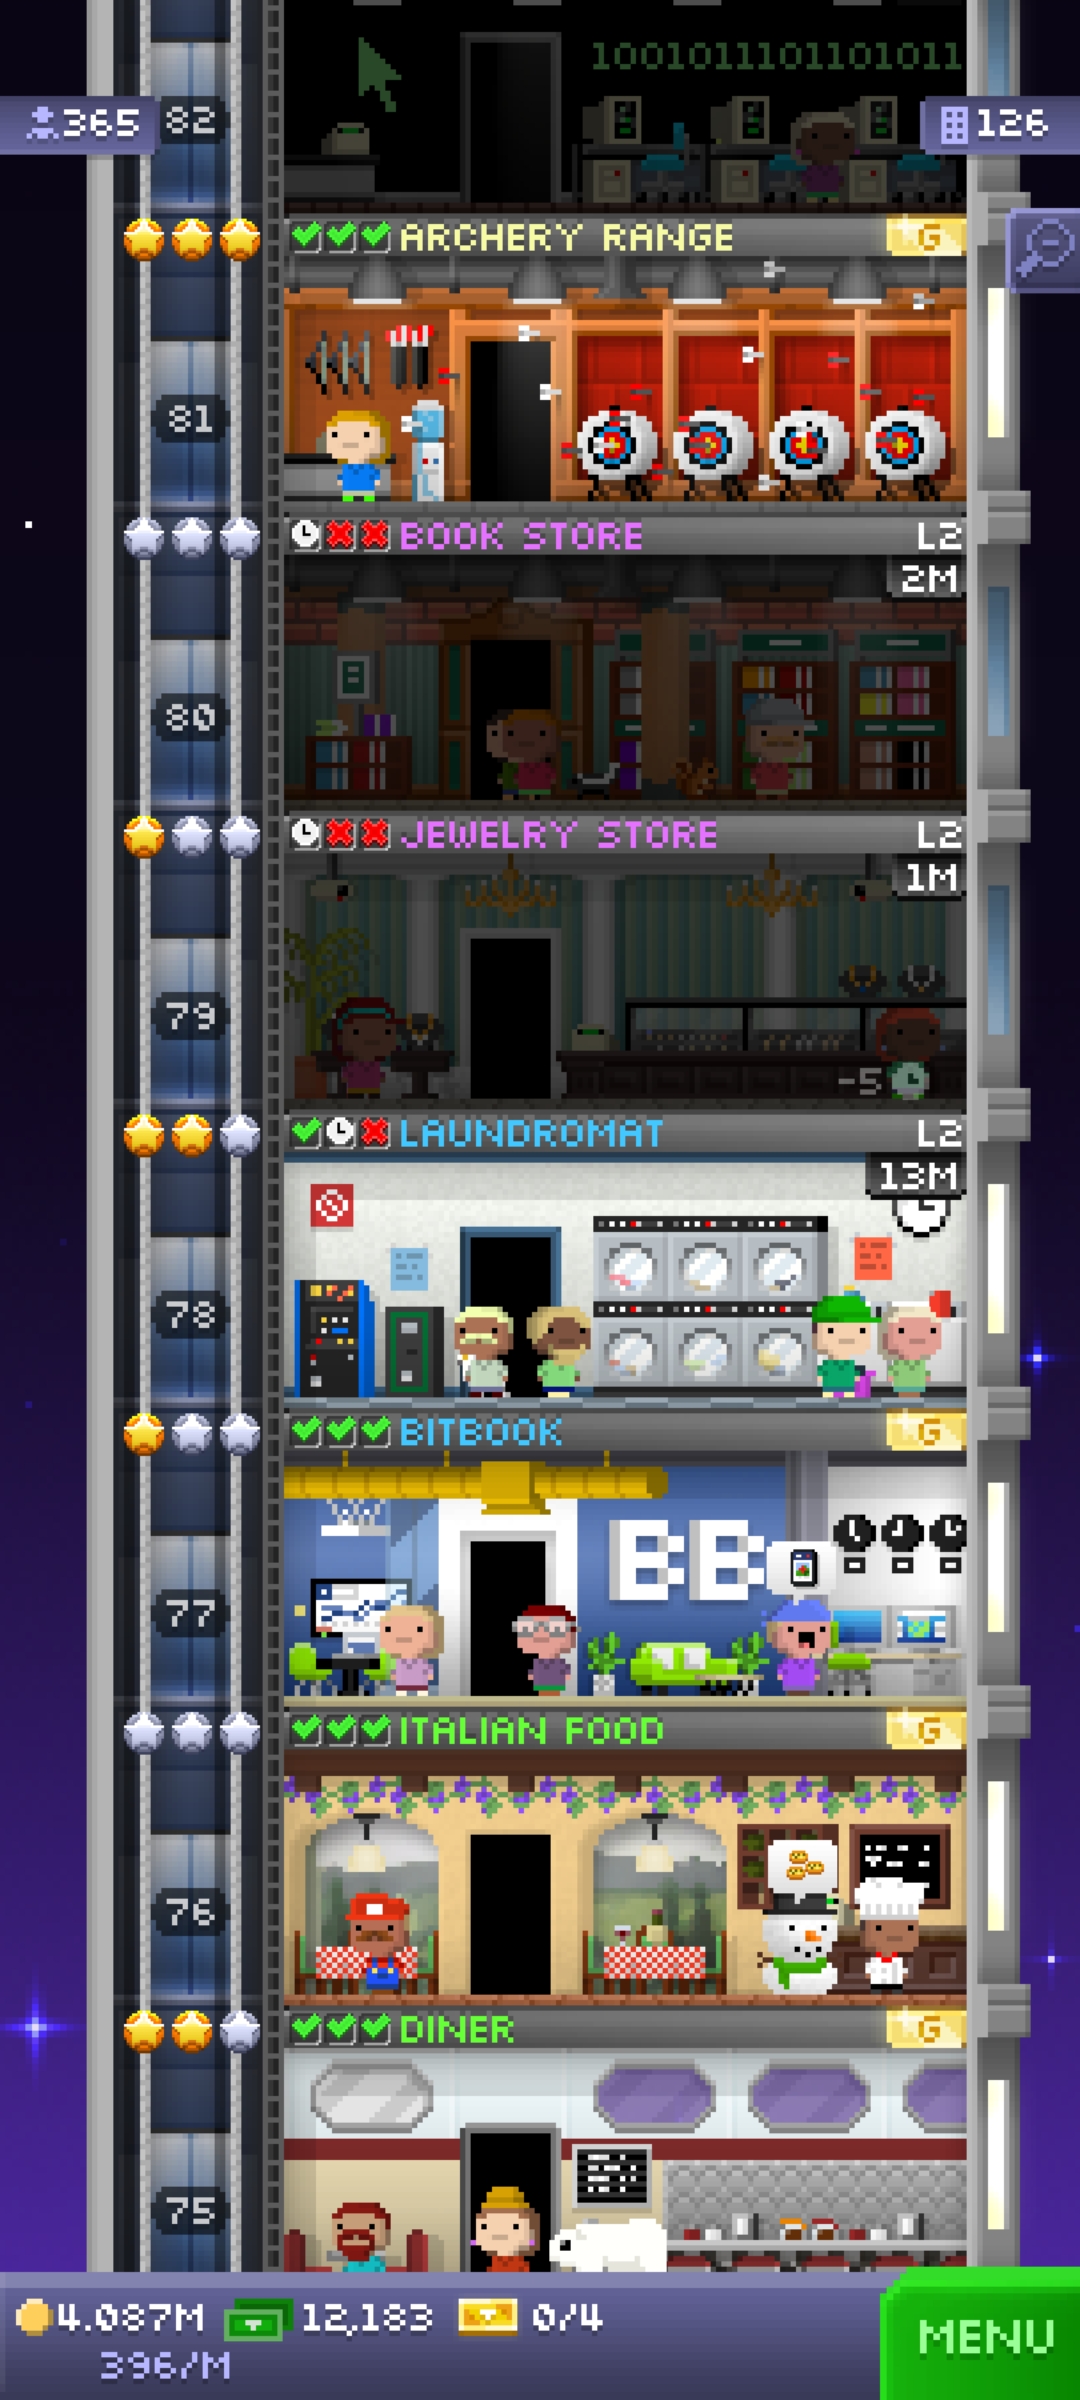 1001011101101011
365
82
126
ARCHERY RANGE
G
81
BOOK STORE
L2
2M
80
JEWELRY STORE
L2
1M
79
-5
LAUNDROMAT
L2
13M
78
BITBOOK
G
BB
77
ITALIAN FOOD
G
76
DINER
G
75
4.087M
12,183
0/4
396/M
MENU